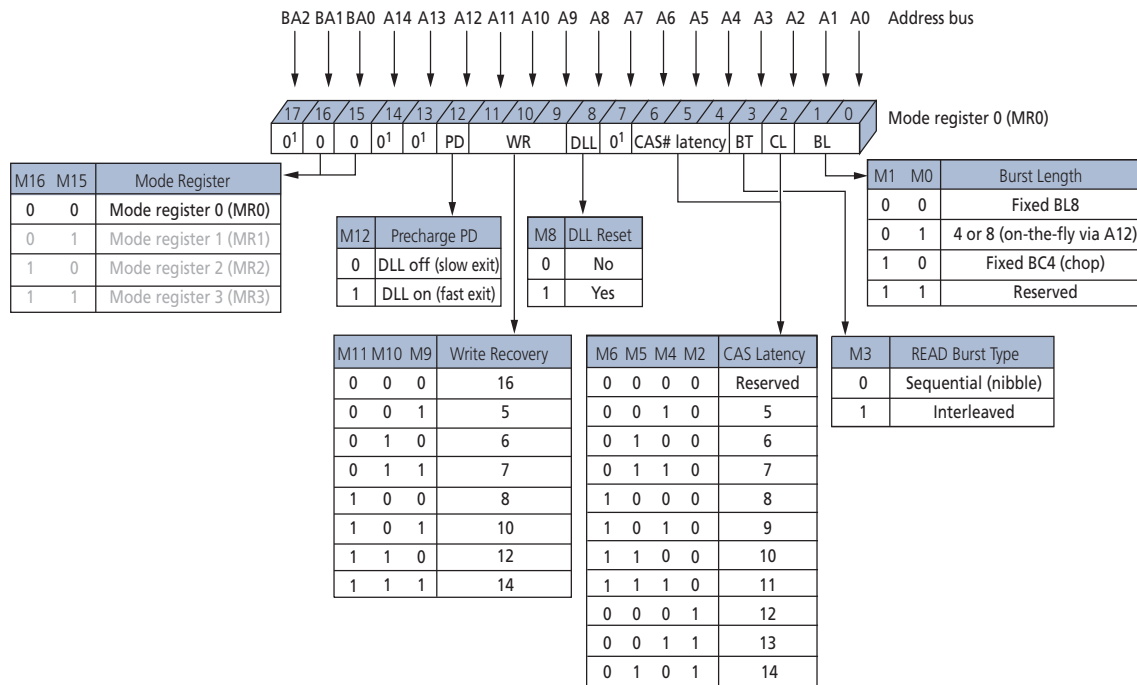 BA2 BA1 BA0 A14 A13 A12 A11 A10 A9 A8 A7 A6 A5 A4 A3 A2 A1 A0 Address bus
17 16 15 14 13 12 11 10 9 8 7 6 5 4 3 2 1 0
Mode register 0 (MR0)
0¹ 0 0 0¹ 0¹ PD WR DLL 0¹ CAS# latency BT CL BL
M16 M15 Mode Register
0 0 Mode register 0 (MR0)
0 1 Mode register 1 (MR1)
1 0 Mode register 2 (MR2)
1 1 Mode register 3 (MR3)
M12 Precharge PD
0 DLL off (slow exit)
1 DLL on (fast exit)
M8 DLL Reset
0 No
1 Yes
M1 M0 Burst Length
0 0 Fixed BL8
0 1 4 or 8 (on-the-fly via A12)
1 0 Fixed BC4 (chop)
1 1 Reserved
M11 M10 M9 Write Recovery
0 0 0 16
0 0 1 5
0 1 0 6
0 1 1 7
1 0 0 8
1 0 1 10
1 1 0 12
1 1 1 14
M6 M5 M4 M2 CAS Latency
0 0 0 0 Reserved
0 0 1 0 5
0 1 0 0 6
0 1 1 0 7
1 0 0 0 8
1 0 1 0 9
1 1 0 0 10
1 1 1 0 11
0 0 0 1 12
0 0 1 1 13
0 1 0 1 14
M3 READ Burst Type
0 Sequential (nibble)
1 Interleaved